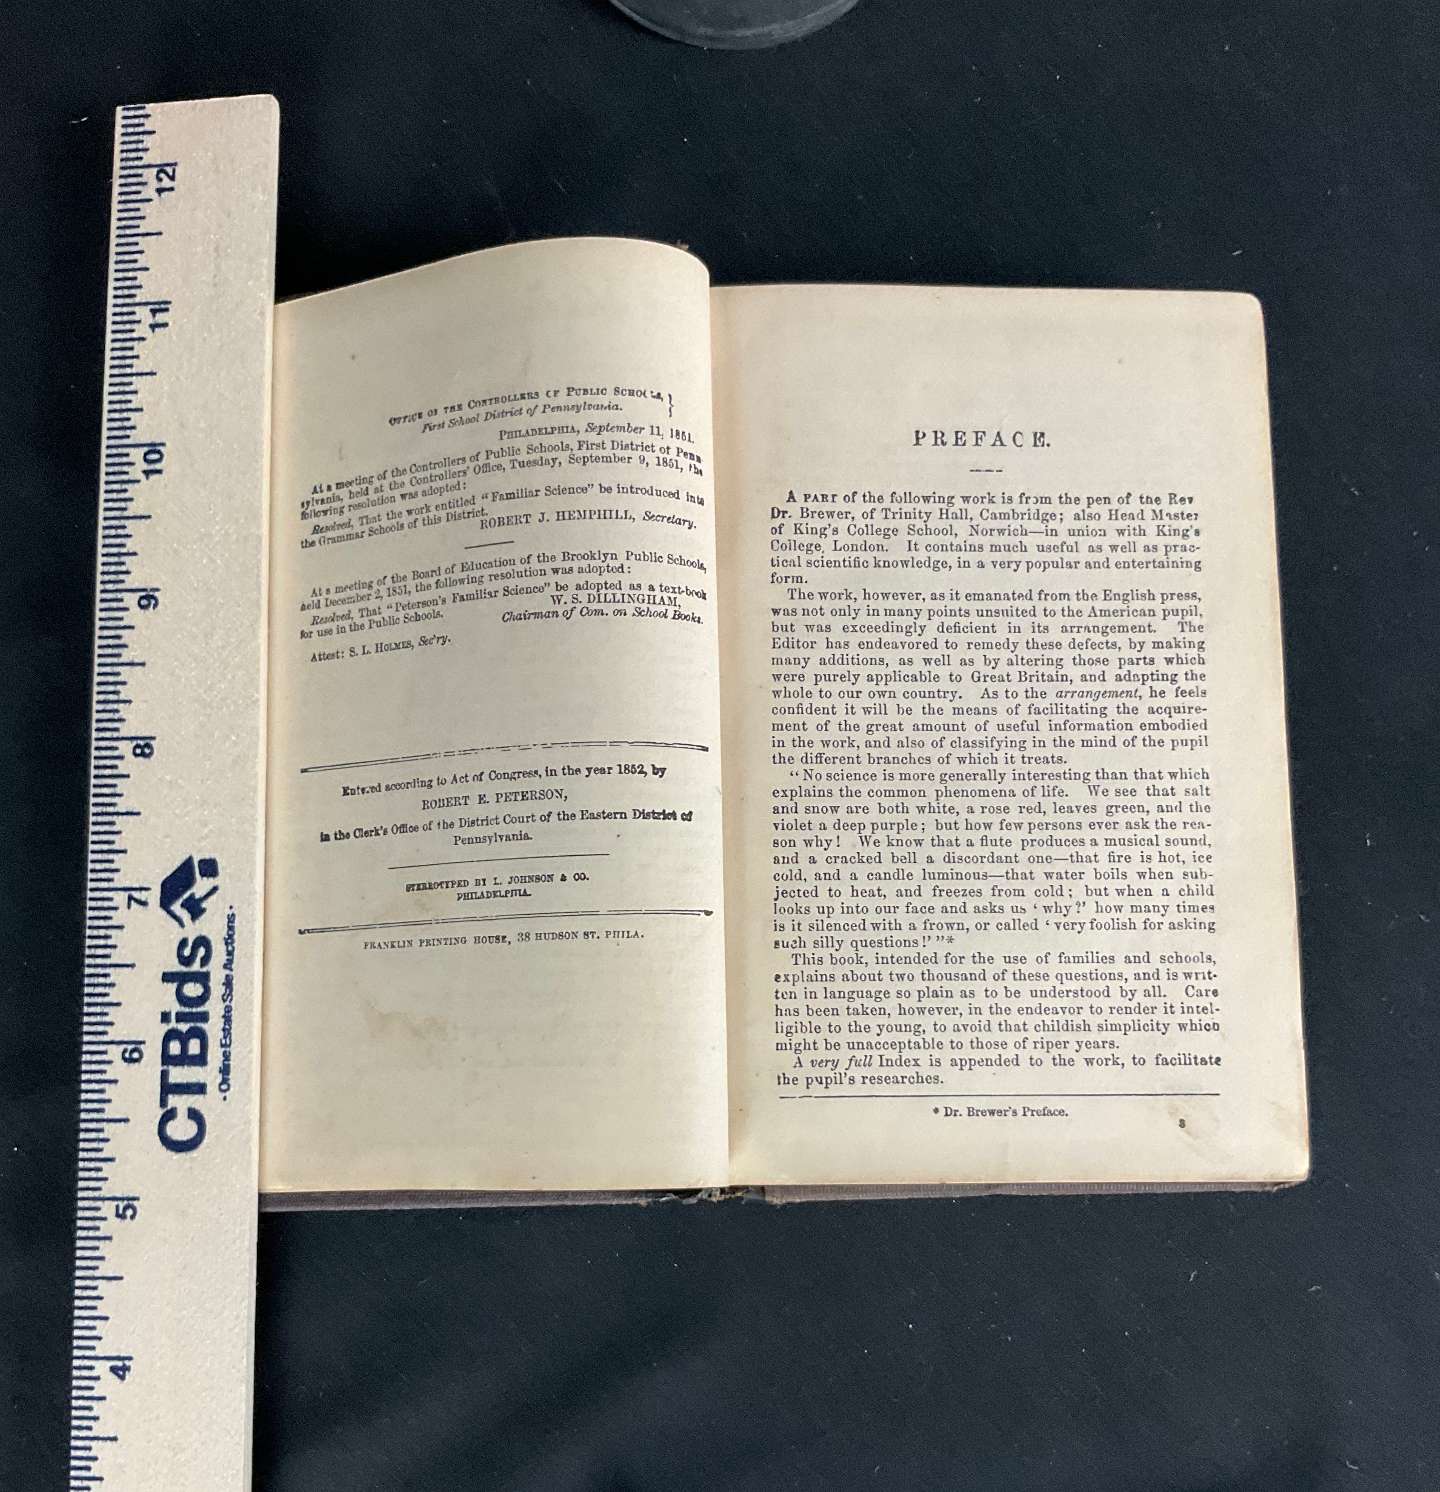 12
11
10
9
8
7
6
5
4
CTBids
· Online Estate Sale Auctions ·
OFFICE OF THE CONTROLLERS OF PUBLIC SCHOOLS, }
First School District of Pennsylvania. }
PHILADELPHIA, September 11, 1851.
At a meeting of the Controllers of Public Schools, First District of Penn-
sylvania, held at the Controllers' Office, Tuesday, September 9, 1851, the
following resolution was adopted:
Resolved, That the work entitled "Familiar Science" be introduced into
the Grammar Schools of this District.
ROBERT J. HEMPHILL, Secretary.
At a meeting of the Board of Education of the Brooklyn Public Schools,
held December 2, 1851, the following resolution was adopted:
Resolved, That "Peterson's Familiar Science" be adopted as a text-book
for use in the Public Schools.
W. S. DILLINGHAM,
Chairman of Com. on School Books.
Attest: S. L. HOLMES, Sec'ry.
Entered according to Act of Congress, in the year 1852, by
ROBERT E. PETERSON,
in the Clerk's Office of the District Court of the Eastern District of
Pennsylvania.
STEREOTYPED BY L. JOHNSON & CO.
PHILADELPHIA.
FRANKLIN PRINTING HOUSE, 38 HUDSON ST. PHILA.
PREFACE.
A PART of the following work is from the pen of the Rev
Dr. Brewer, of Trinity Hall, Cambridge; also Head Master
of King's College School, Norwich—in union with King's
College, London. It contains much useful as well as prac-
tical scientific knowledge, in a very popular and entertaining
form.
The work, however, as it emanated from the English press,
was not only in many points unsuited to the American pupil,
but was exceedingly deficient in its arrangement. The
Editor has endeavored to remedy these defects, by making
many additions, as well as by altering those parts which
were purely applicable to Great Britain, and adapting the
whole to our own country. As to the arrangement, he feels
confident it will be the means of facilitating the acquire-
ment of the great amount of useful information embodied
in the work, and also of classifying in the mind of the pupil
the different branches of which it treats.
"No science is more generally interesting than that which
explains the common phenomena of life. We see that salt
and snow are both white, a rose red, leaves green, and the
violet a deep purple; but how few persons ever ask the rea-
son why! We know that a flute produces a musical sound,
and a cracked bell a discordant one—that fire is hot, ice
cold, and a candle luminous—that water boils when sub-
jected to heat, and freezes from cold; but when a child
looks up into our face and asks us 'why?' how many times
is it silenced with a frown, or called 'very foolish for asking
such silly questions!'"*
This book, intended for the use of families and schools,
explains about two thousand of these questions, and is writ-
ten in language so plain as to be understood by all. Care
has been taken, however, in the endeavor to render it intel-
ligible to the young, to avoid that childish simplicity which
might be unacceptable to those of riper years.
A very full Index is appended to the work, to facilitate
the pupil's researches.
* Dr. Brewer's Preface.
3